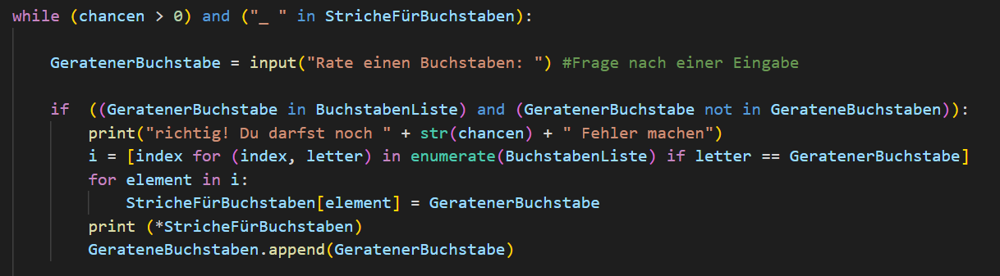 while (chancen > 0) and ("_ " in StricheFürBuchstaben):
GeratenerBuchstabe = input("Rate einen Buchstaben: ") #Frage nach einer Eingabe
if  ((GeratenerBuchstabe in BuchstabenListe) and (GeratenerBuchstabe not in GerateneBuchstaben)):
print("richtig! Du darfst noch " + str(chancen) + " Fehler machen")
i = [index for (index, letter) in enumerate(BuchstabenListe) if letter == GeratenerBuchstabe]
for element in i:
StricheFürBuchstaben[element] = GeratenerBuchstabe
print (*StricheFürBuchstaben)
GerateneBuchstaben.append(GeratenerBuchstabe)